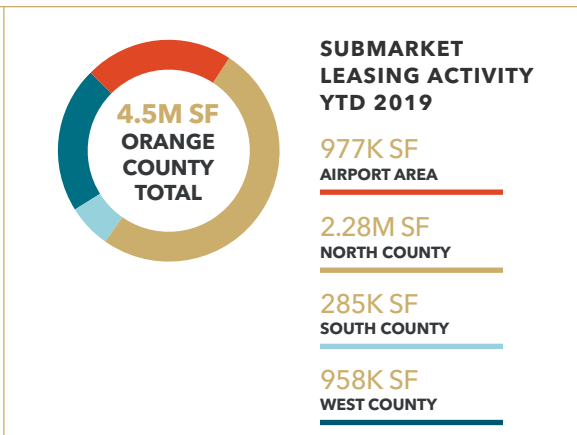 4.5M SF
ORANGE
COUNTY
TOTAL
SUBMARKET
LEASING ACTIVITY
YTD 2019
977K SF
AIRPORT AREA
2.28M SF
NORTH COUNTY
285K SF
SOUTH COUNTY
958K SF
WEST COUNTY